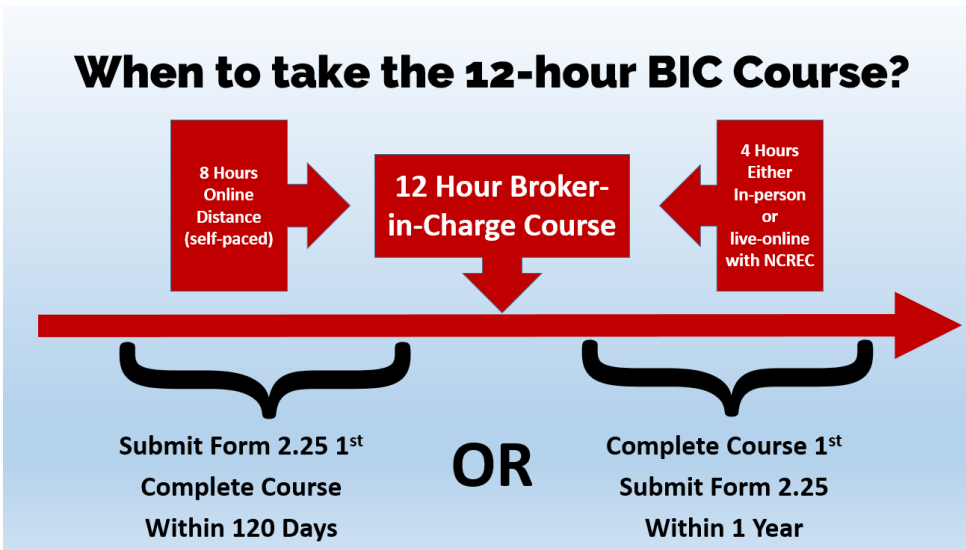 When to take the 12-hour BIC Course?
8 Hours
Online
Distance
(self-paced)
12 Hour Broker-
in-Charge Course
4 Hours
Either
In-person
or
live-online
with NCREC
Submit Form 2.25 1st
Complete Course
Within 120 Days
OR
Complete Course 1st
Submit Form 2.25
Within 1 Year